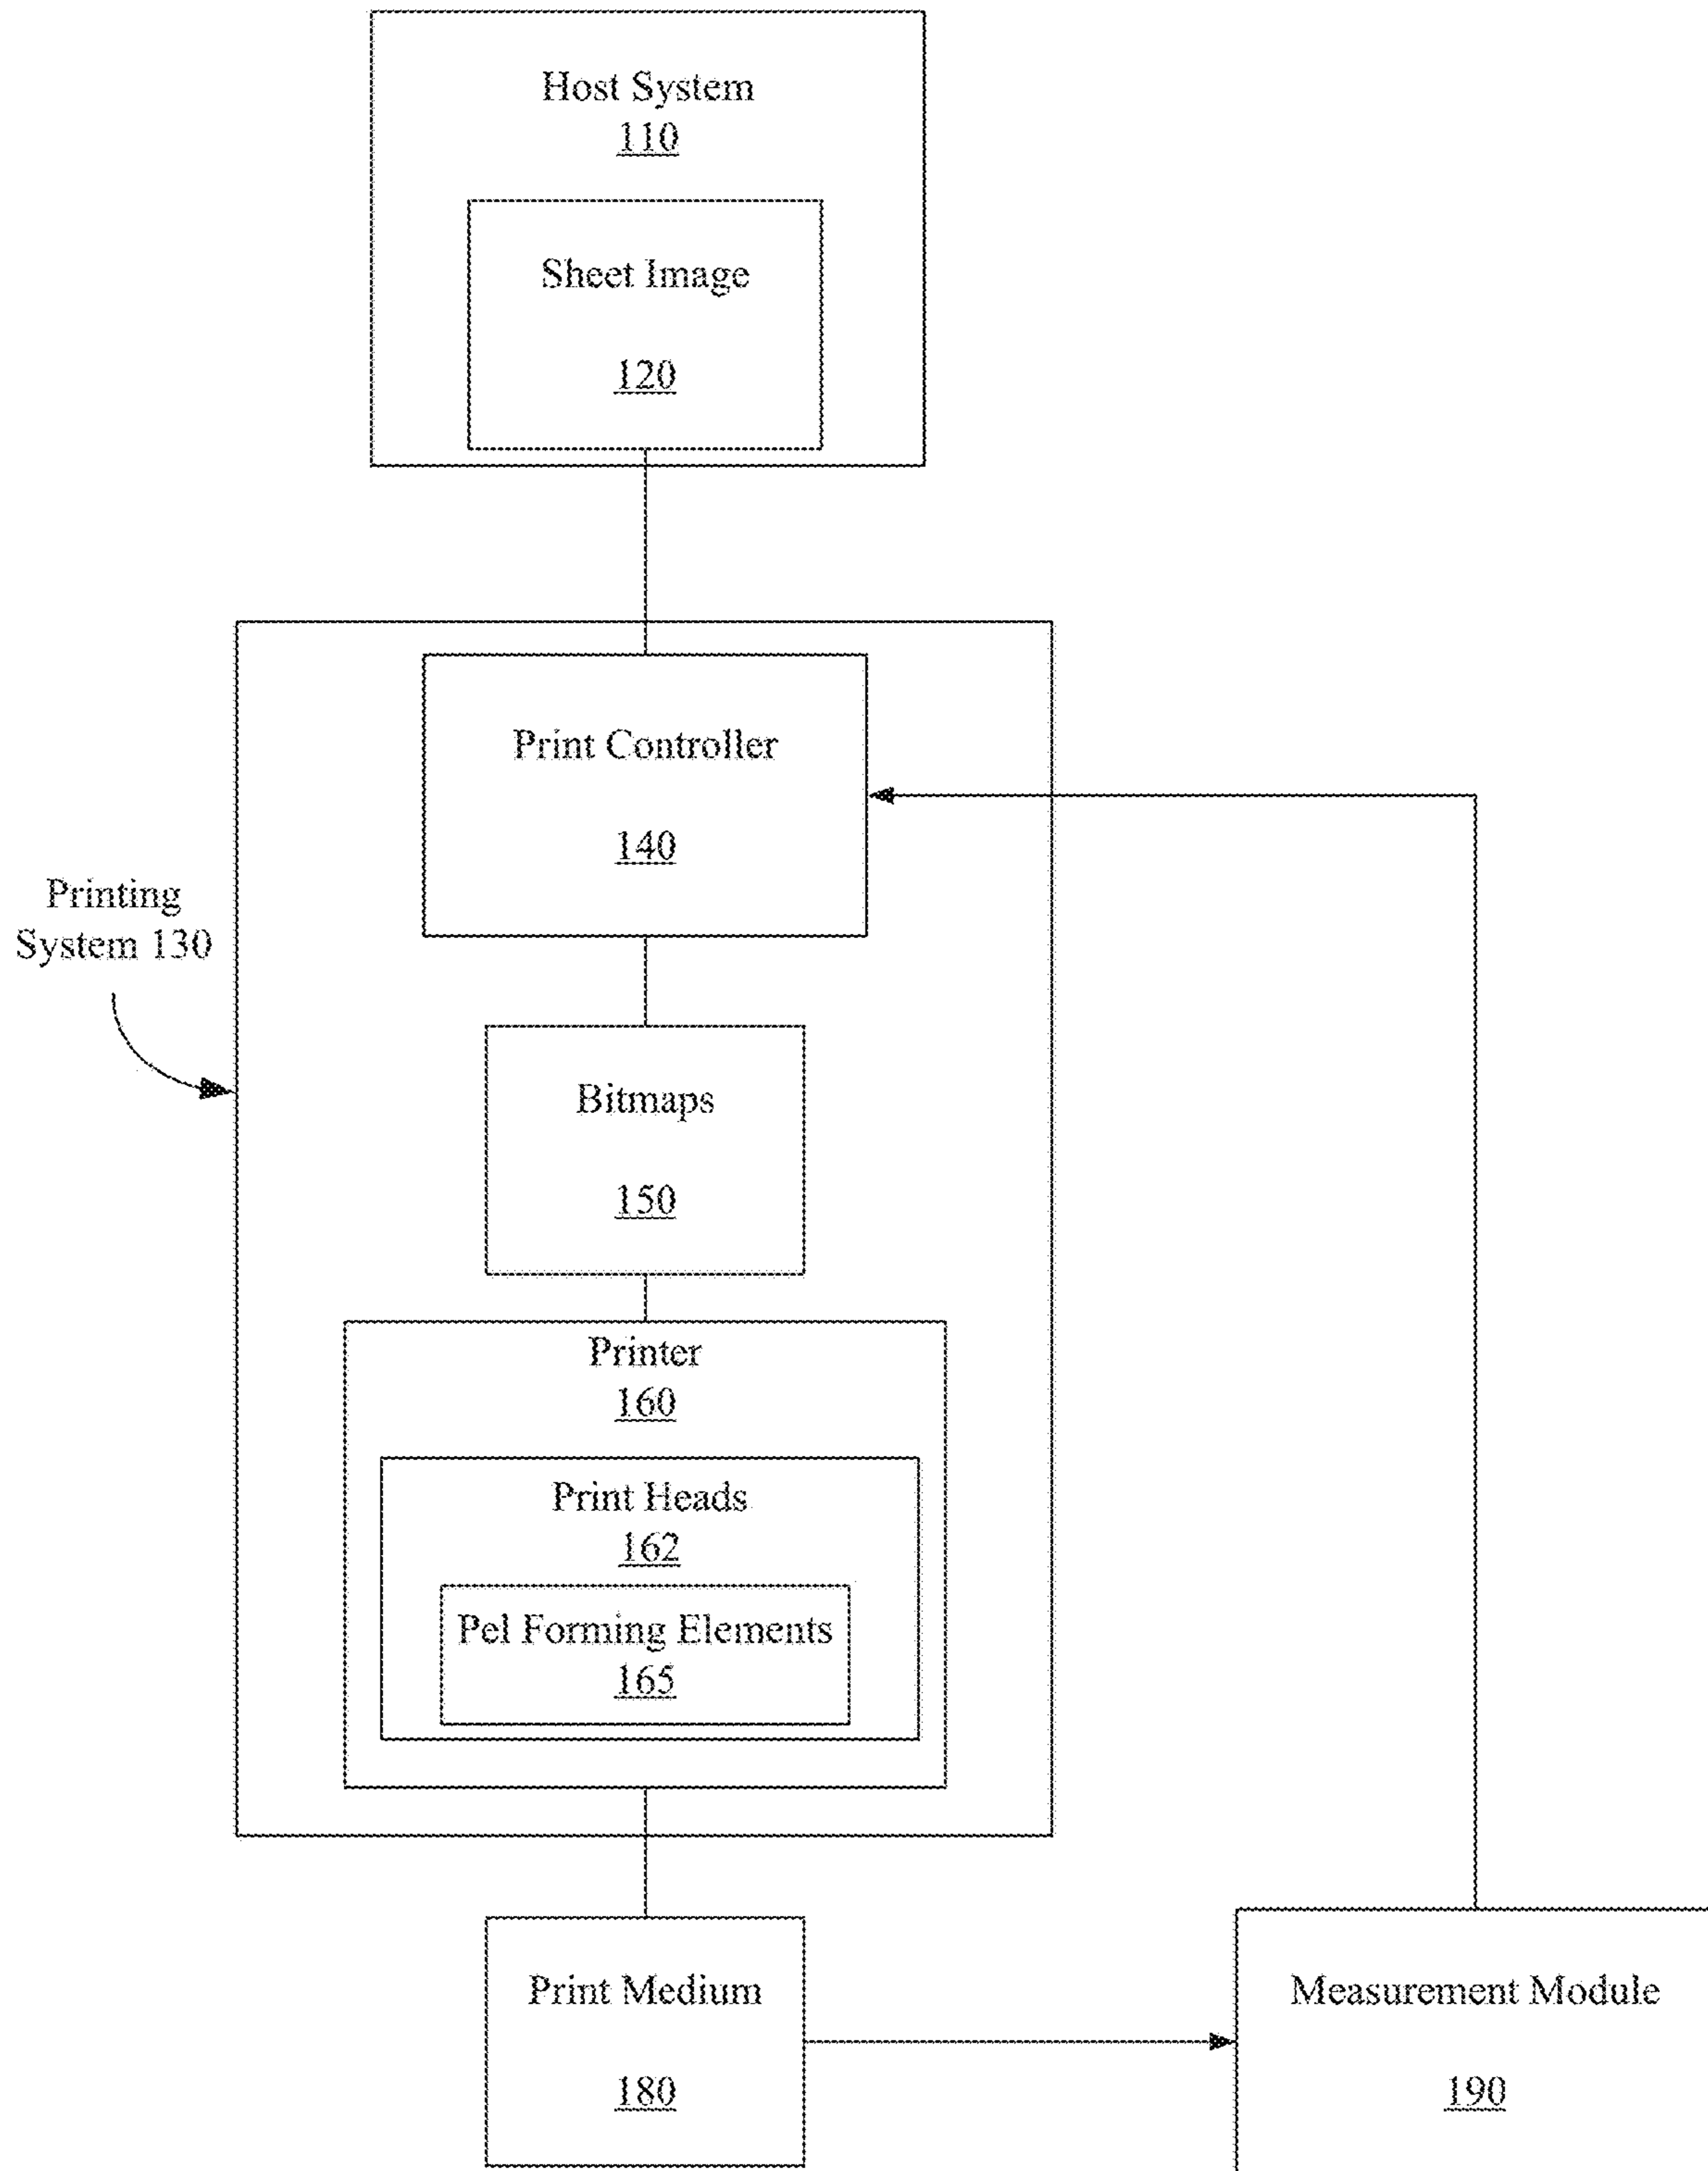 Host System
110
Sheet Image
120
Print Controller
140
Printing
System 130
Bitmaps
150
Printer
160
Print Heads
162
Pel Forming Elements
165
Print Medium
180
Measurement Module
190